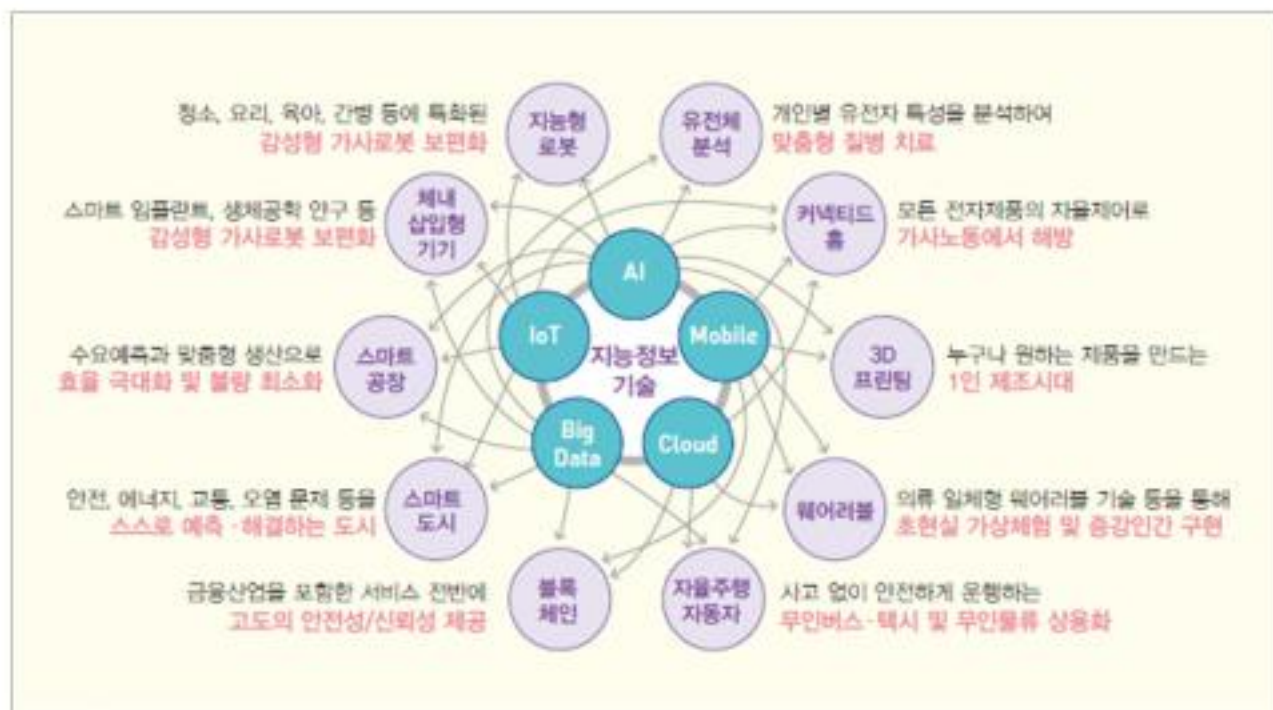 청소, 요리, 육아, 간병 등에 특화된
감성형 가사로봇 보편화
지능형
로봇
유전체
분석
개인별 유전자 특성을 분석하여
맞춤형 질병 치료
스마트 임플란트, 생체공학 안구 등
감성형 가사로봇 보편화
체내
삽입형
기기
커넥티드
홈
모든 전자제품의 자율제어로
가사노동에서 해방
AI
IoT
Mobile
지능정보
기술
수요예측과 맞춤형 생산으로
효율 극대화 및 불량 최소화
스마트
공장
3D
프린팅
누구나 원하는 제품을 만드는
1인 제조시대
Big
Data
Cloud
안전, 에너지, 교통, 오염 문제 등을
스스로 예측·해결하는 도시
스마트
도시
웨어러블
의류 일체형 웨어러블 기술 등을 통해
초현실 가상체험 및 증강인간 구현
금융산업을 포함한 서비스 전반에
고도의 안전성/신뢰성 제공
블록
체인
자율주행
자동차
사고 없이 안전하게 운행하는
무인버스·택시 및 무인물류 상용화